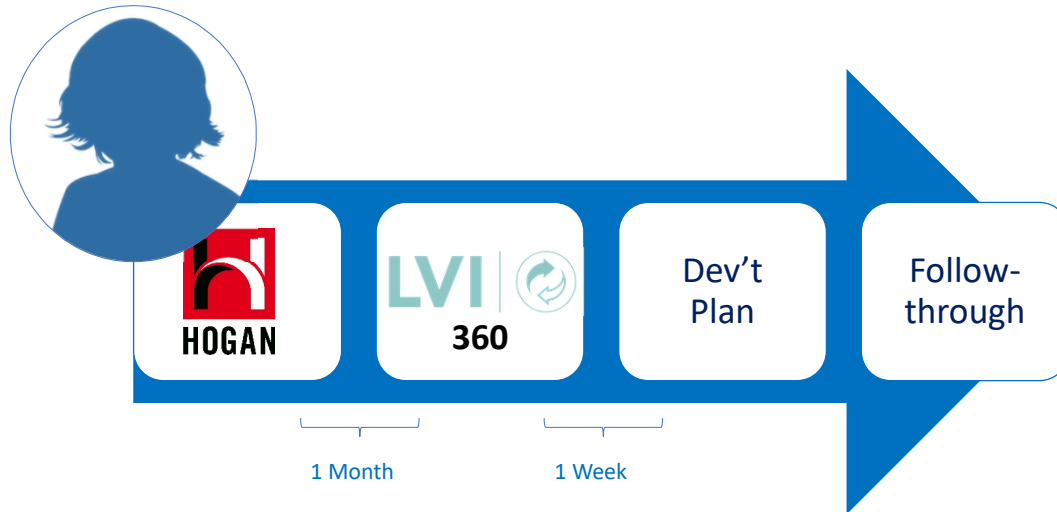 HOGAN
LVI
360
Dev’t
Plan
Follow-
through
1 Month
1 Week